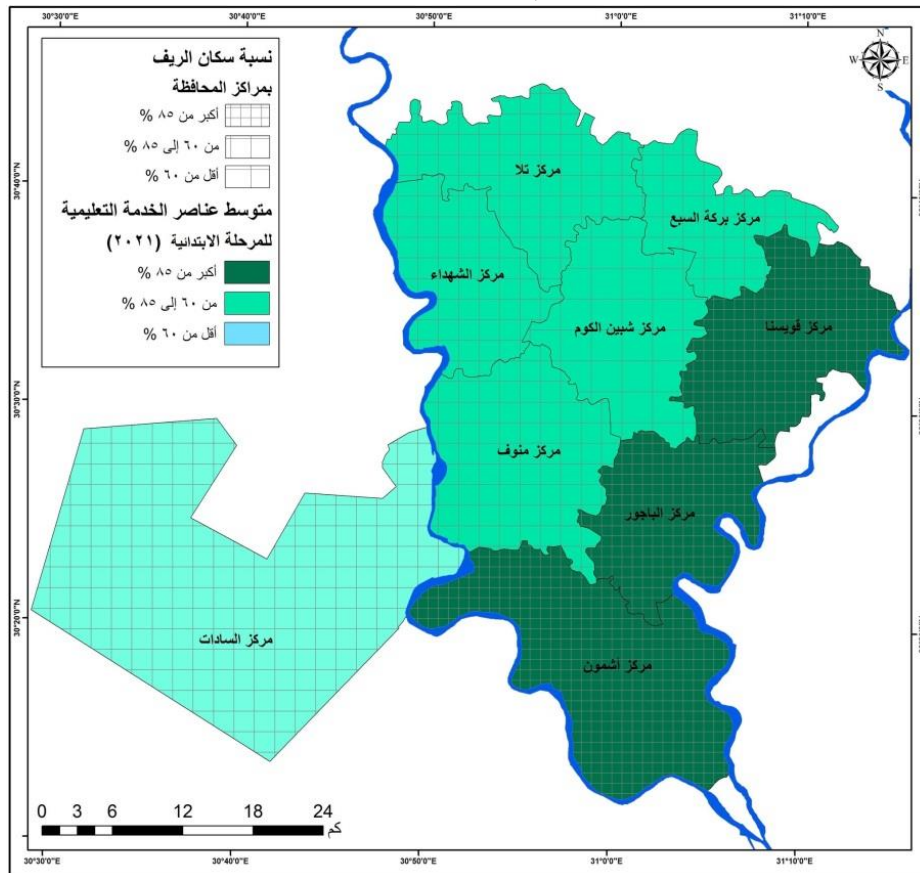 30°30'0"E 30°40'0"E 30°50'0"E 31°0'0"E 31°10'0"E
N
W E
S
نسبة سكان الريف
بمراكز المحافظة
أكبر من ٨٥ %
من ٦٠ إلى ٨٥ %
أقل من ٦٠ %
متوسط عناصر الخدمة التعليمية
للمرحلة الابتدائية (٢٠٢١)
أكبر من ٨٥ %
من ٦٠ إلى ٨٥ %
أقل من ٦٠ %
30°40'0"N
30°30'0"N
30°20'0"N
مركز تلا
مركز بركة السبع
مركز الشهداء
مركز شبين الكوم
مركز قويسنا
مركز منوف
مركز الباجور
مركز السادات
مركز أشمون
0 3 6 12 18 24
كم
30°30'0"E 30°40'0"E 30°50'0"E 31°0'0"E 31°10'0"E